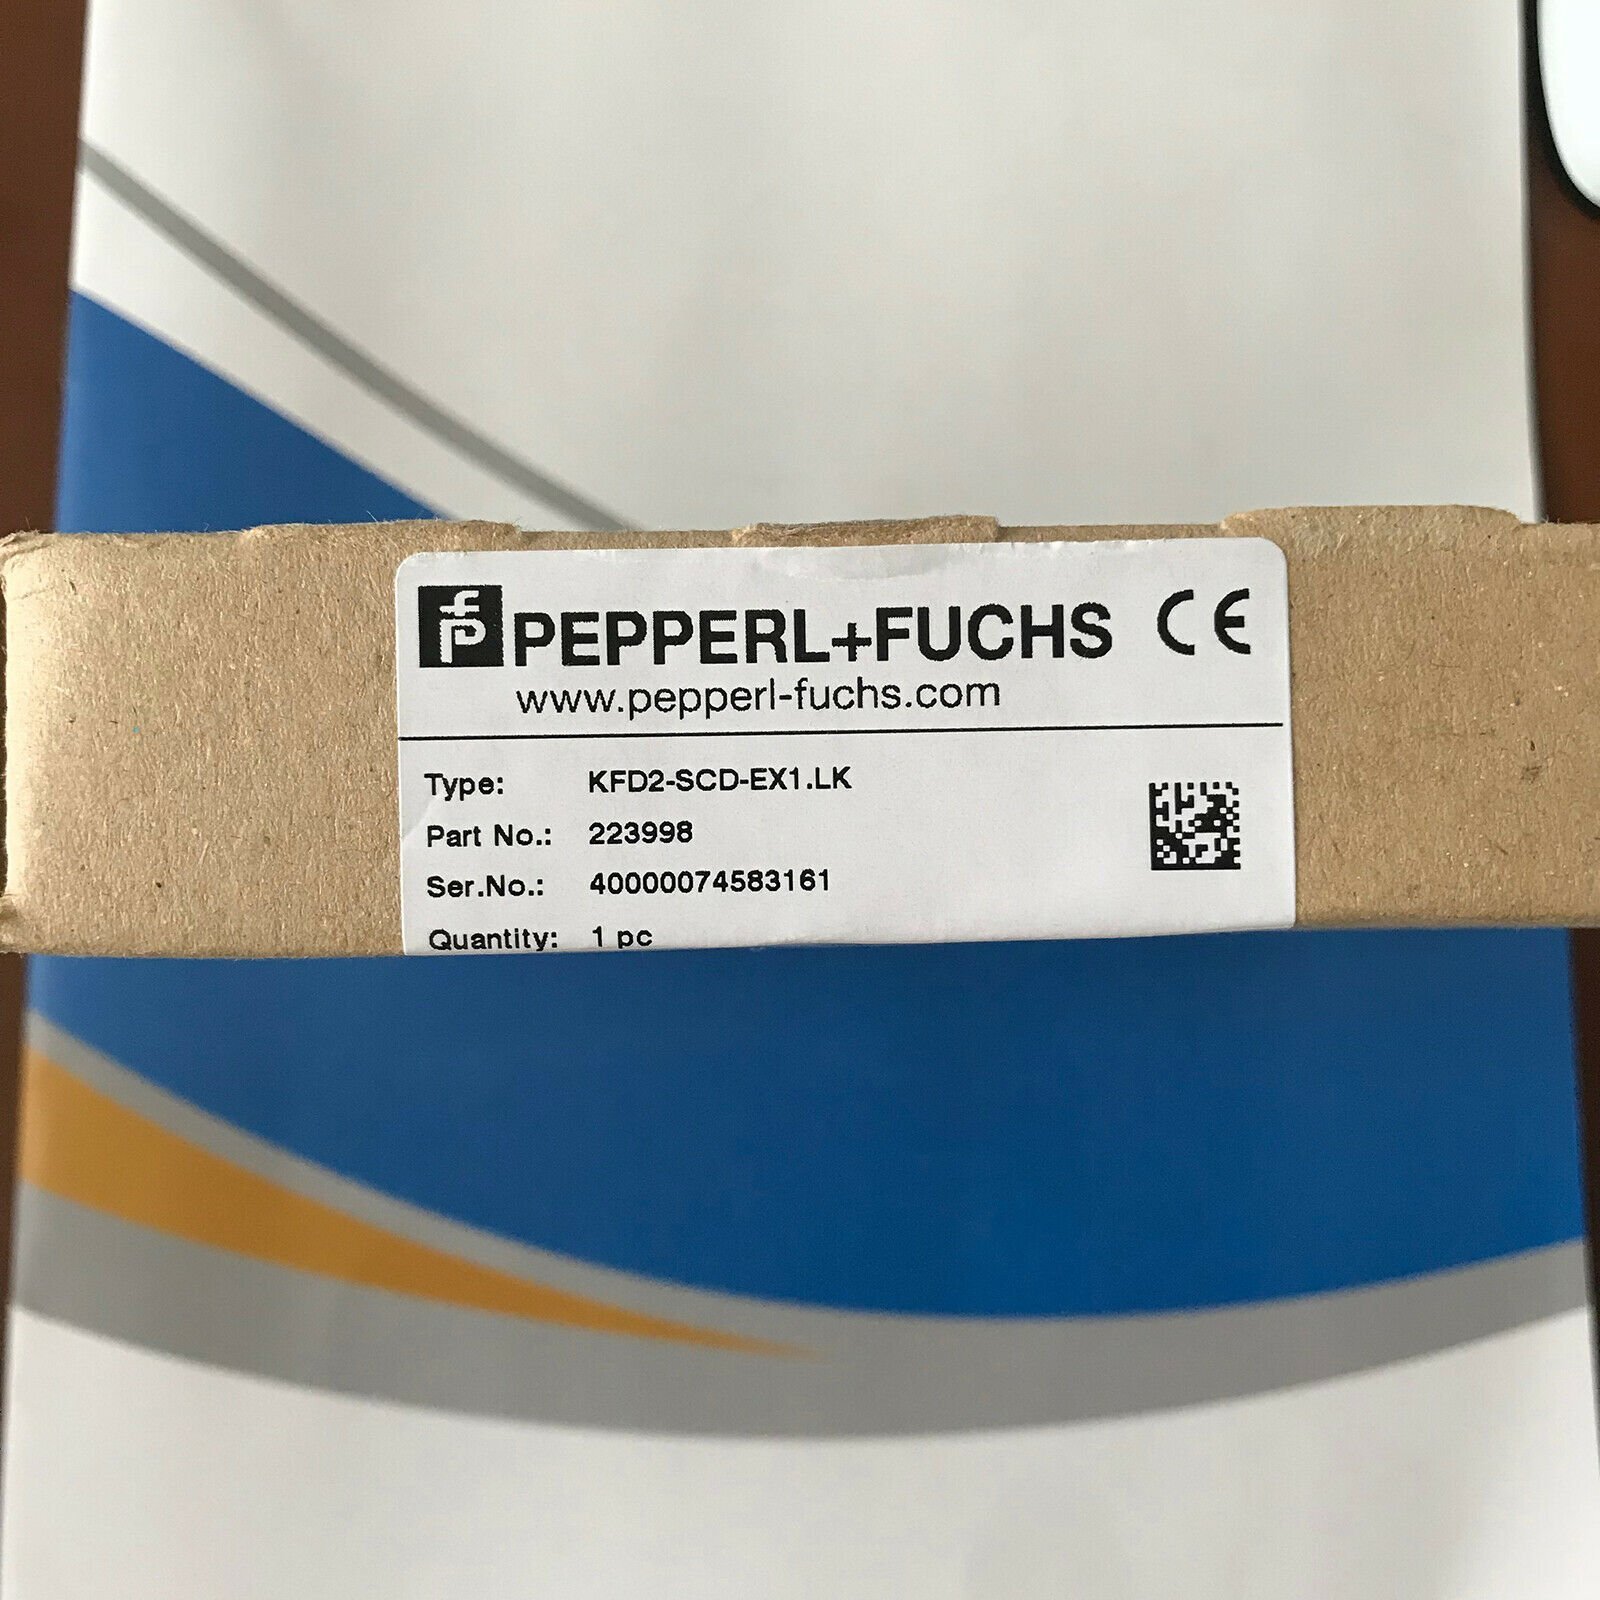 fp PEPPERL+FUCHS CE
www.pepperl-fuchs.com
Type: KFD2-SCD-EX1.LK
Part No.: 223998
Ser.No.: 40000074583161
Quantity: 1 pc